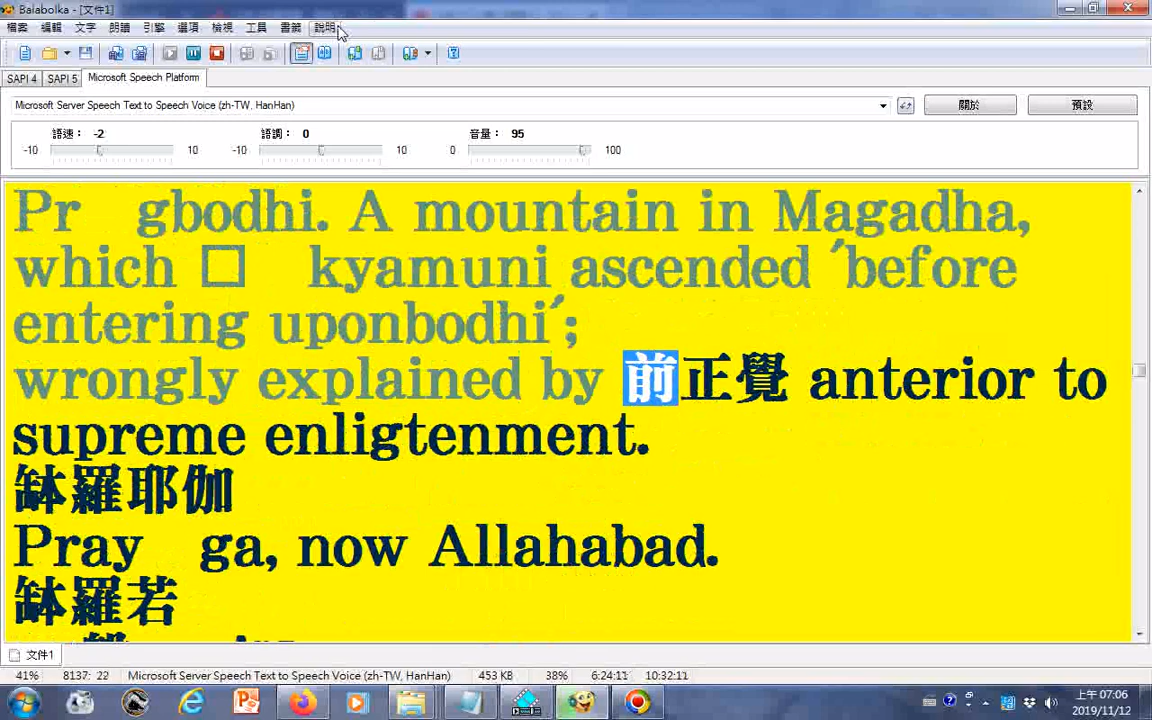 Balabolka - [文件1]
檔案 編輯 文字 朗讀 引擎 選項 檢視 工具 書籤 說明
SAPI 4 SAPI 5 Microsoft Speech Platform
Microsoft Server Speech Text to Speech Voice (zh-TW, HanHan) 關於 預設
語速： -2 語調： 0 音量： 95
-10 10 -10 10 0 100
Pr gbodhi. A mountain in Magadha,
which □ kyamuni ascended ′before
entering uponbodhi′;
wrongly explained by 前正覺 anterior to
supreme enligtenment.
缽羅耶伽
Pray ga, now Allahabad.
缽羅若
文件1
41% 8137: 22 Microsoft Server Speech Text to Speech Voice (zh-TW, HanHan) 453 KB 38% 6:24:11 10:32:11
上午 07:06
2019/11/12